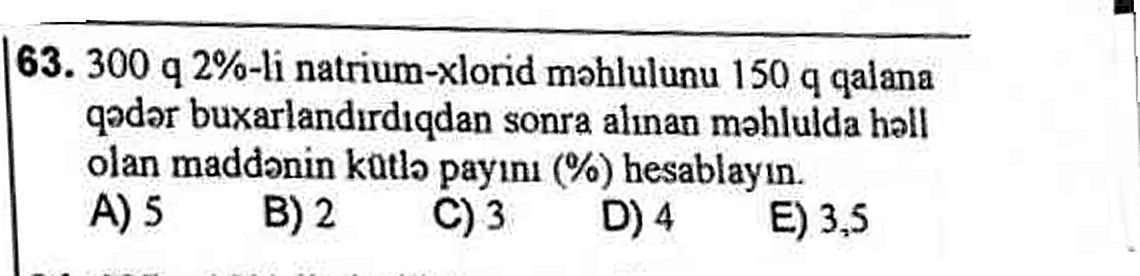 63. 300 q 2%-li natrium-xlorid məhlulunu 150 q qalana
qədər buxarlandırdıqdan sonra alınan məhlulda həll
olan maddənin kütlə payını (%) hesablayın.
A) 5 B) 2 C) 3 D) 4 E) 3,5